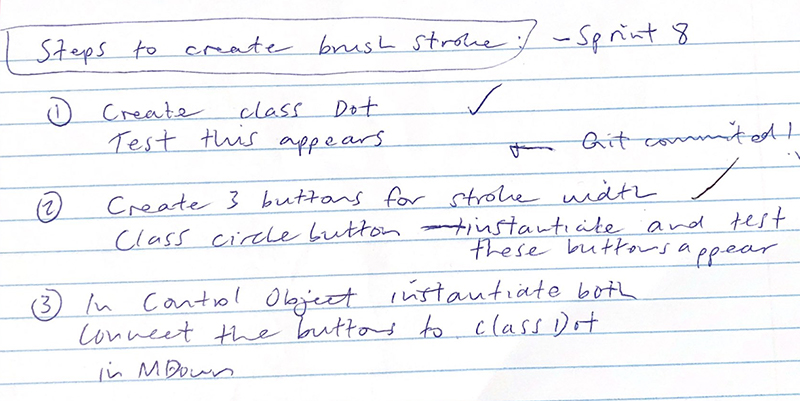 Steps to create brush stroke: - Sprint 8
① Create class Dot ✓
Test this appears
← Git commited!
② Create 3 buttons for stroke width ✓
Class circle button → instantiate and test
these buttons appear
③ In Control Object instantiate both
Connect the buttons to class Dot
in MDown